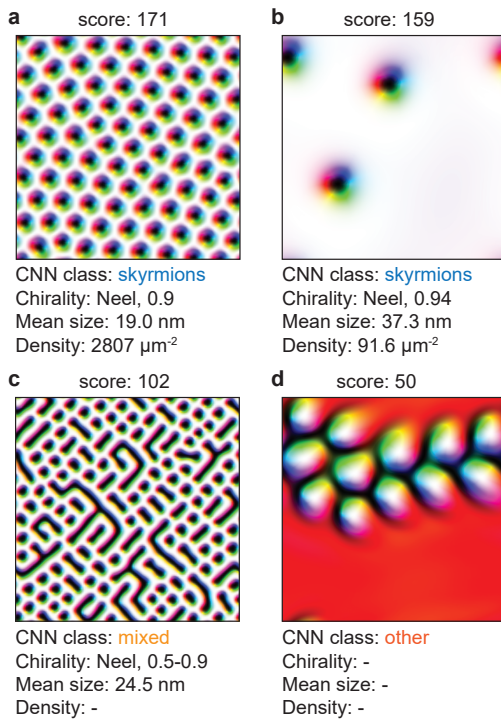 a score: 171
CNN class: skyrmions
Chirality: Neel, 0.9
Mean size: 19.0 nm
Density: 2807 µm⁻²
b score: 159
CNN class: skyrmions
Chirality: Neel, 0.94
Mean size: 37.3 nm
Density: 91.6 µm⁻²
c score: 102
CNN class: mixed
Chirality: Neel, 0.5-0.9
Mean size: 24.5 nm
Density: -
d score: 50
CNN class: other
Chirality: -
Mean size: -
Density: -